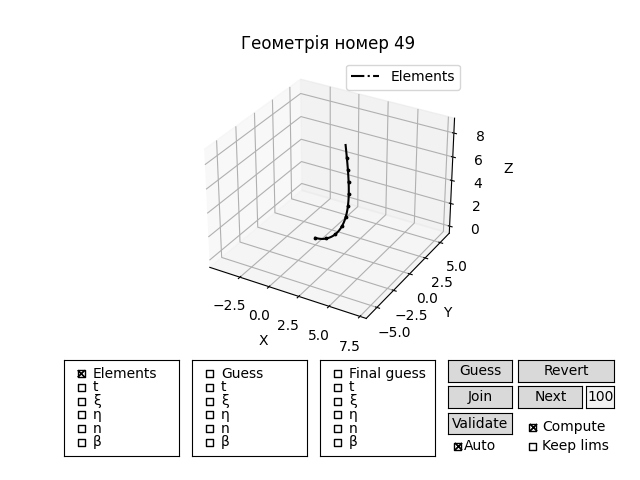 Геометрія номер 49
Elements
8
6
4
2
0
Z
5.0
2.5
0.0
−2.5
−5.0
Y
−2.5
0.0
2.5
5.0
7.5
X
Elements
t
ξ
η
n
β
Guess
t
ξ
η
n
β
Final guess
t
ξ
η
n
β
Guess Revert
Join Next 100
Validate Compute
Auto Keep lims